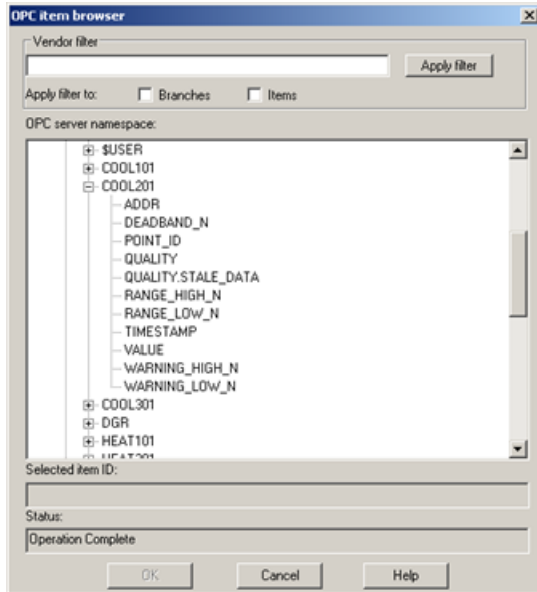 OPC item browser
Vendor filter
Apply filter
Apply filter to: Branches Items
OPC server namespace:
$USER
COOL101
COOL201
ADDR
DEADBAND_N
POINT_ID
QUALITY
QUALITY.STALE_DATA
RANGE_HIGH_N
RANGE_LOW_N
TIMESTAMP
VALUE
WARNING_HIGH_N
WARNING_LOW_N
COOL301
DGR
HEAT101
Selected item ID:
Status:
Operation Complete
OK Cancel Help